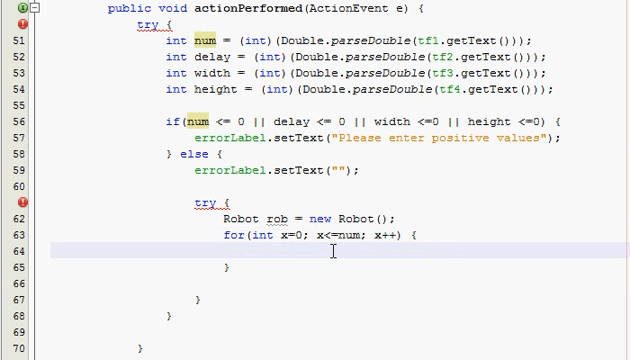 public void actionPerformed(ActionEvent e) {
try {
51 int num = (int)(Double.parseDouble(tf1.getText()));
52 int delay = (int)(Double.parseDouble(tf2.getText()));
53 int width = (int)(Double.parseDouble(tf3.getText()));
54 int height = (int)(Double.parseDouble(tf4.getText()));
55
56 if(num <= 0 || delay <= 0 || width <=0 || height <=0) {
57 errorLabel.setText("Please enter positive values");
58 } else {
59 errorLabel.setText("");
60
try {
62 Robot rob = new Robot();
63 for(int x=0; x<=num; x++) {
64
65 }
66
67 }
68 }
69
70 }